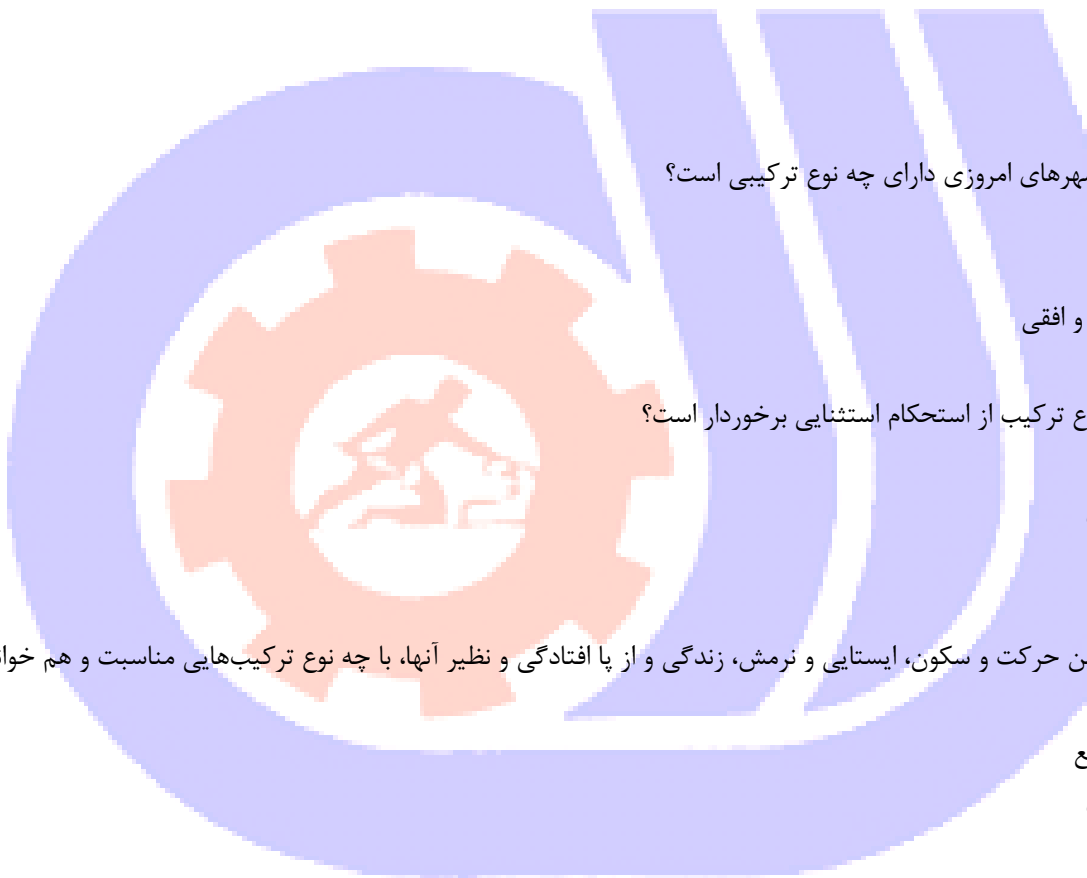 مهرهای امروزی دارای چه نوع ترکیبی است؟
و افقی
ع ترکیب از استحکام استثنایی برخوردار است؟
ن حرکت و سکون، ایستایی و نرمش، زندگی و از پا افتادگی و نظیر آنها، با چه نوع ترکیب‌هایی مناسبت و هم خوان
ع